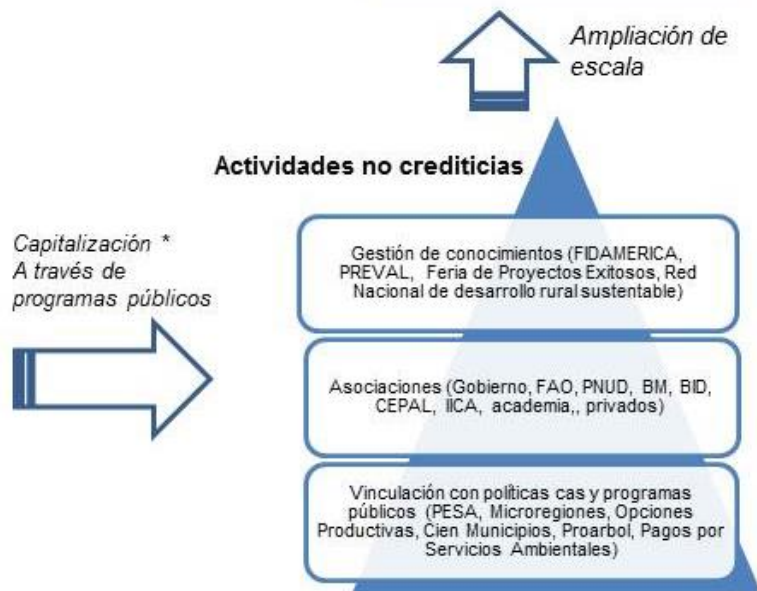 Ampliación de
escala
Actividades no crediticias
Capitalización *
A través de
programas públicos
Gestión de conocimientos (FIDAMERICA,
PREVAL, Feria de Proyectos Exitosos, Red
Nacional de desarrollo rural sustentable)
Asociaciones (Gobierno, FAO, PNUD, BM, BID,
CEPAL, IICA, academia,, privados)
Vinculación con políticas cas y programas
públicos (PESA, Microregiones, Opciones
Productivas, Cien Municipios, Proarbol, Pagos por
Servicios Ambientales)